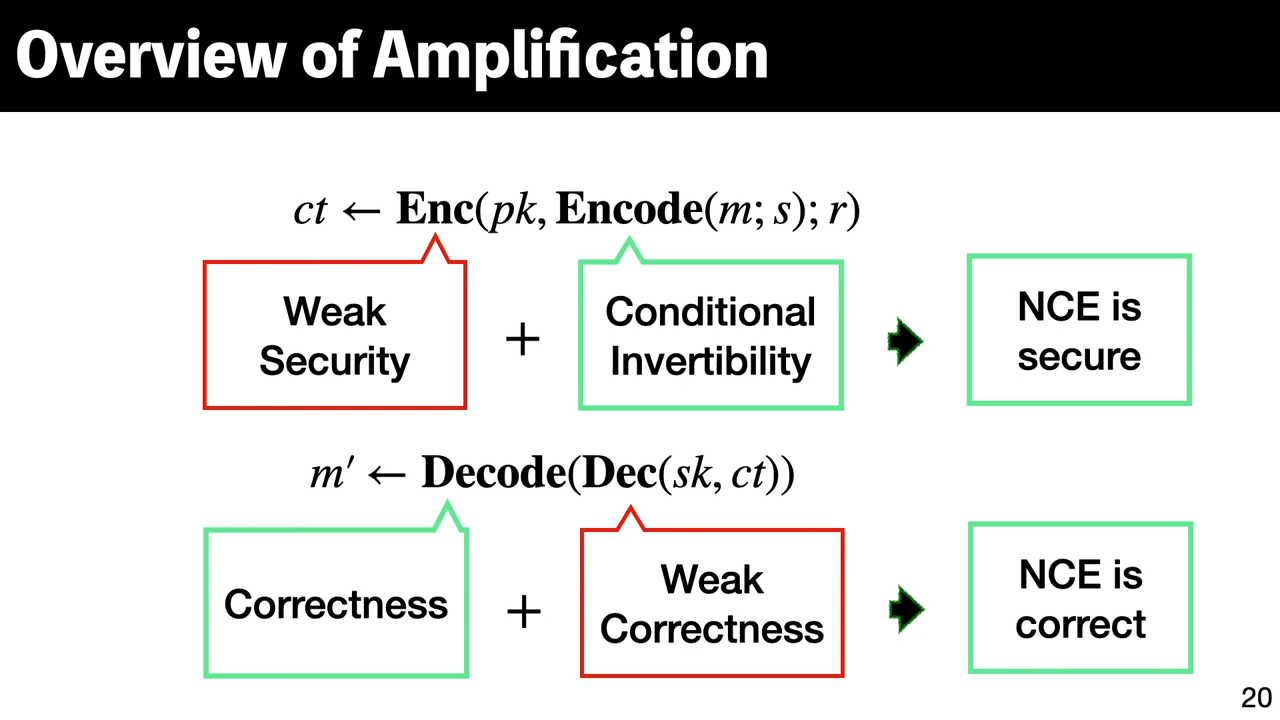 Overview of Amplification
ct ← Enc(pk, Encode(m; s); r)
Weak
Security
+
Conditional
Invertibility
NCE is
secure
m′ ← Decode(Dec(sk, ct))
Correctness
+
Weak
Correctness
NCE is
correct
20